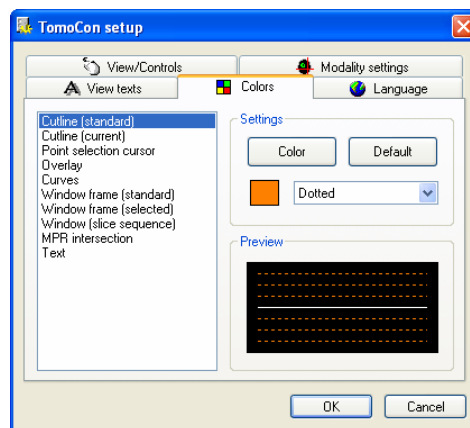 TomoCon setup
View/Controls
Modality settings
View texts
Colors
Language
Cutline (standard)
Cutline (current)
Point selection cursor
Overlay
Curves
Window frame (standard)
Window frame (selected)
Window (slice sequence)
MPR intersection
Text
Settings
Color
Default
Dotted
Preview
OK
Cancel